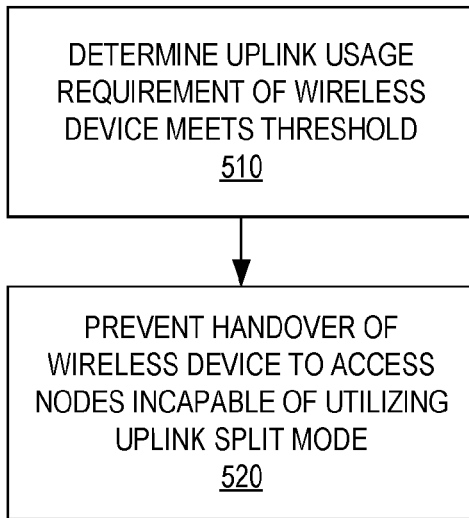 DETERMINE UPLINK USAGE
REQUIREMENT OF WIRELESS
DEVICE MEETS THRESHOLD
510
PREVENT HANDOVER OF
WIRELESS DEVICE TO ACCESS
NODES INCAPABLE OF UTILIZING
UPLINK SPLIT MODE
520